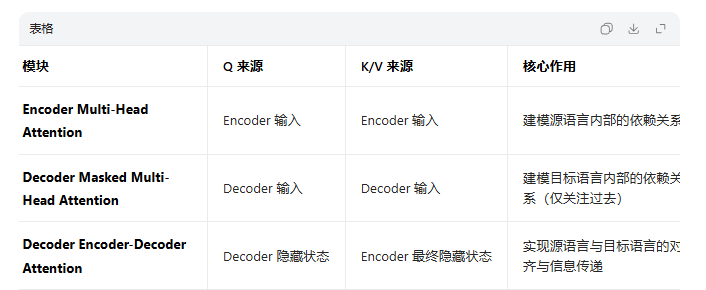 表格
模块 Q 来源 K/V 来源 核心作用
Encoder Multi-Head
Attention
Encoder 输入 Encoder 输入 建模源语言内部的依赖关系
Decoder Masked Multi-
Head Attention
Decoder 输入 Decoder 输入 建模目标语言内部的依赖关
系（仅关注过去）
Decoder Encoder-Decoder
Attention
Decoder 隐藏状态 Encoder 最终隐藏状态 实现源语言与目标语言的对
齐与信息传递